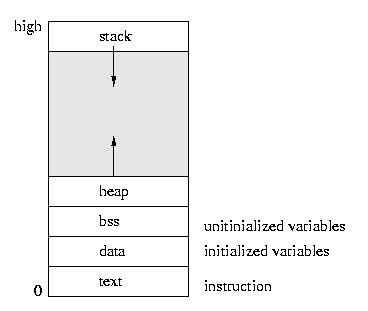 high
stack
heap
bss
unitinialized variables
data
initialized variables
text
0
instruction